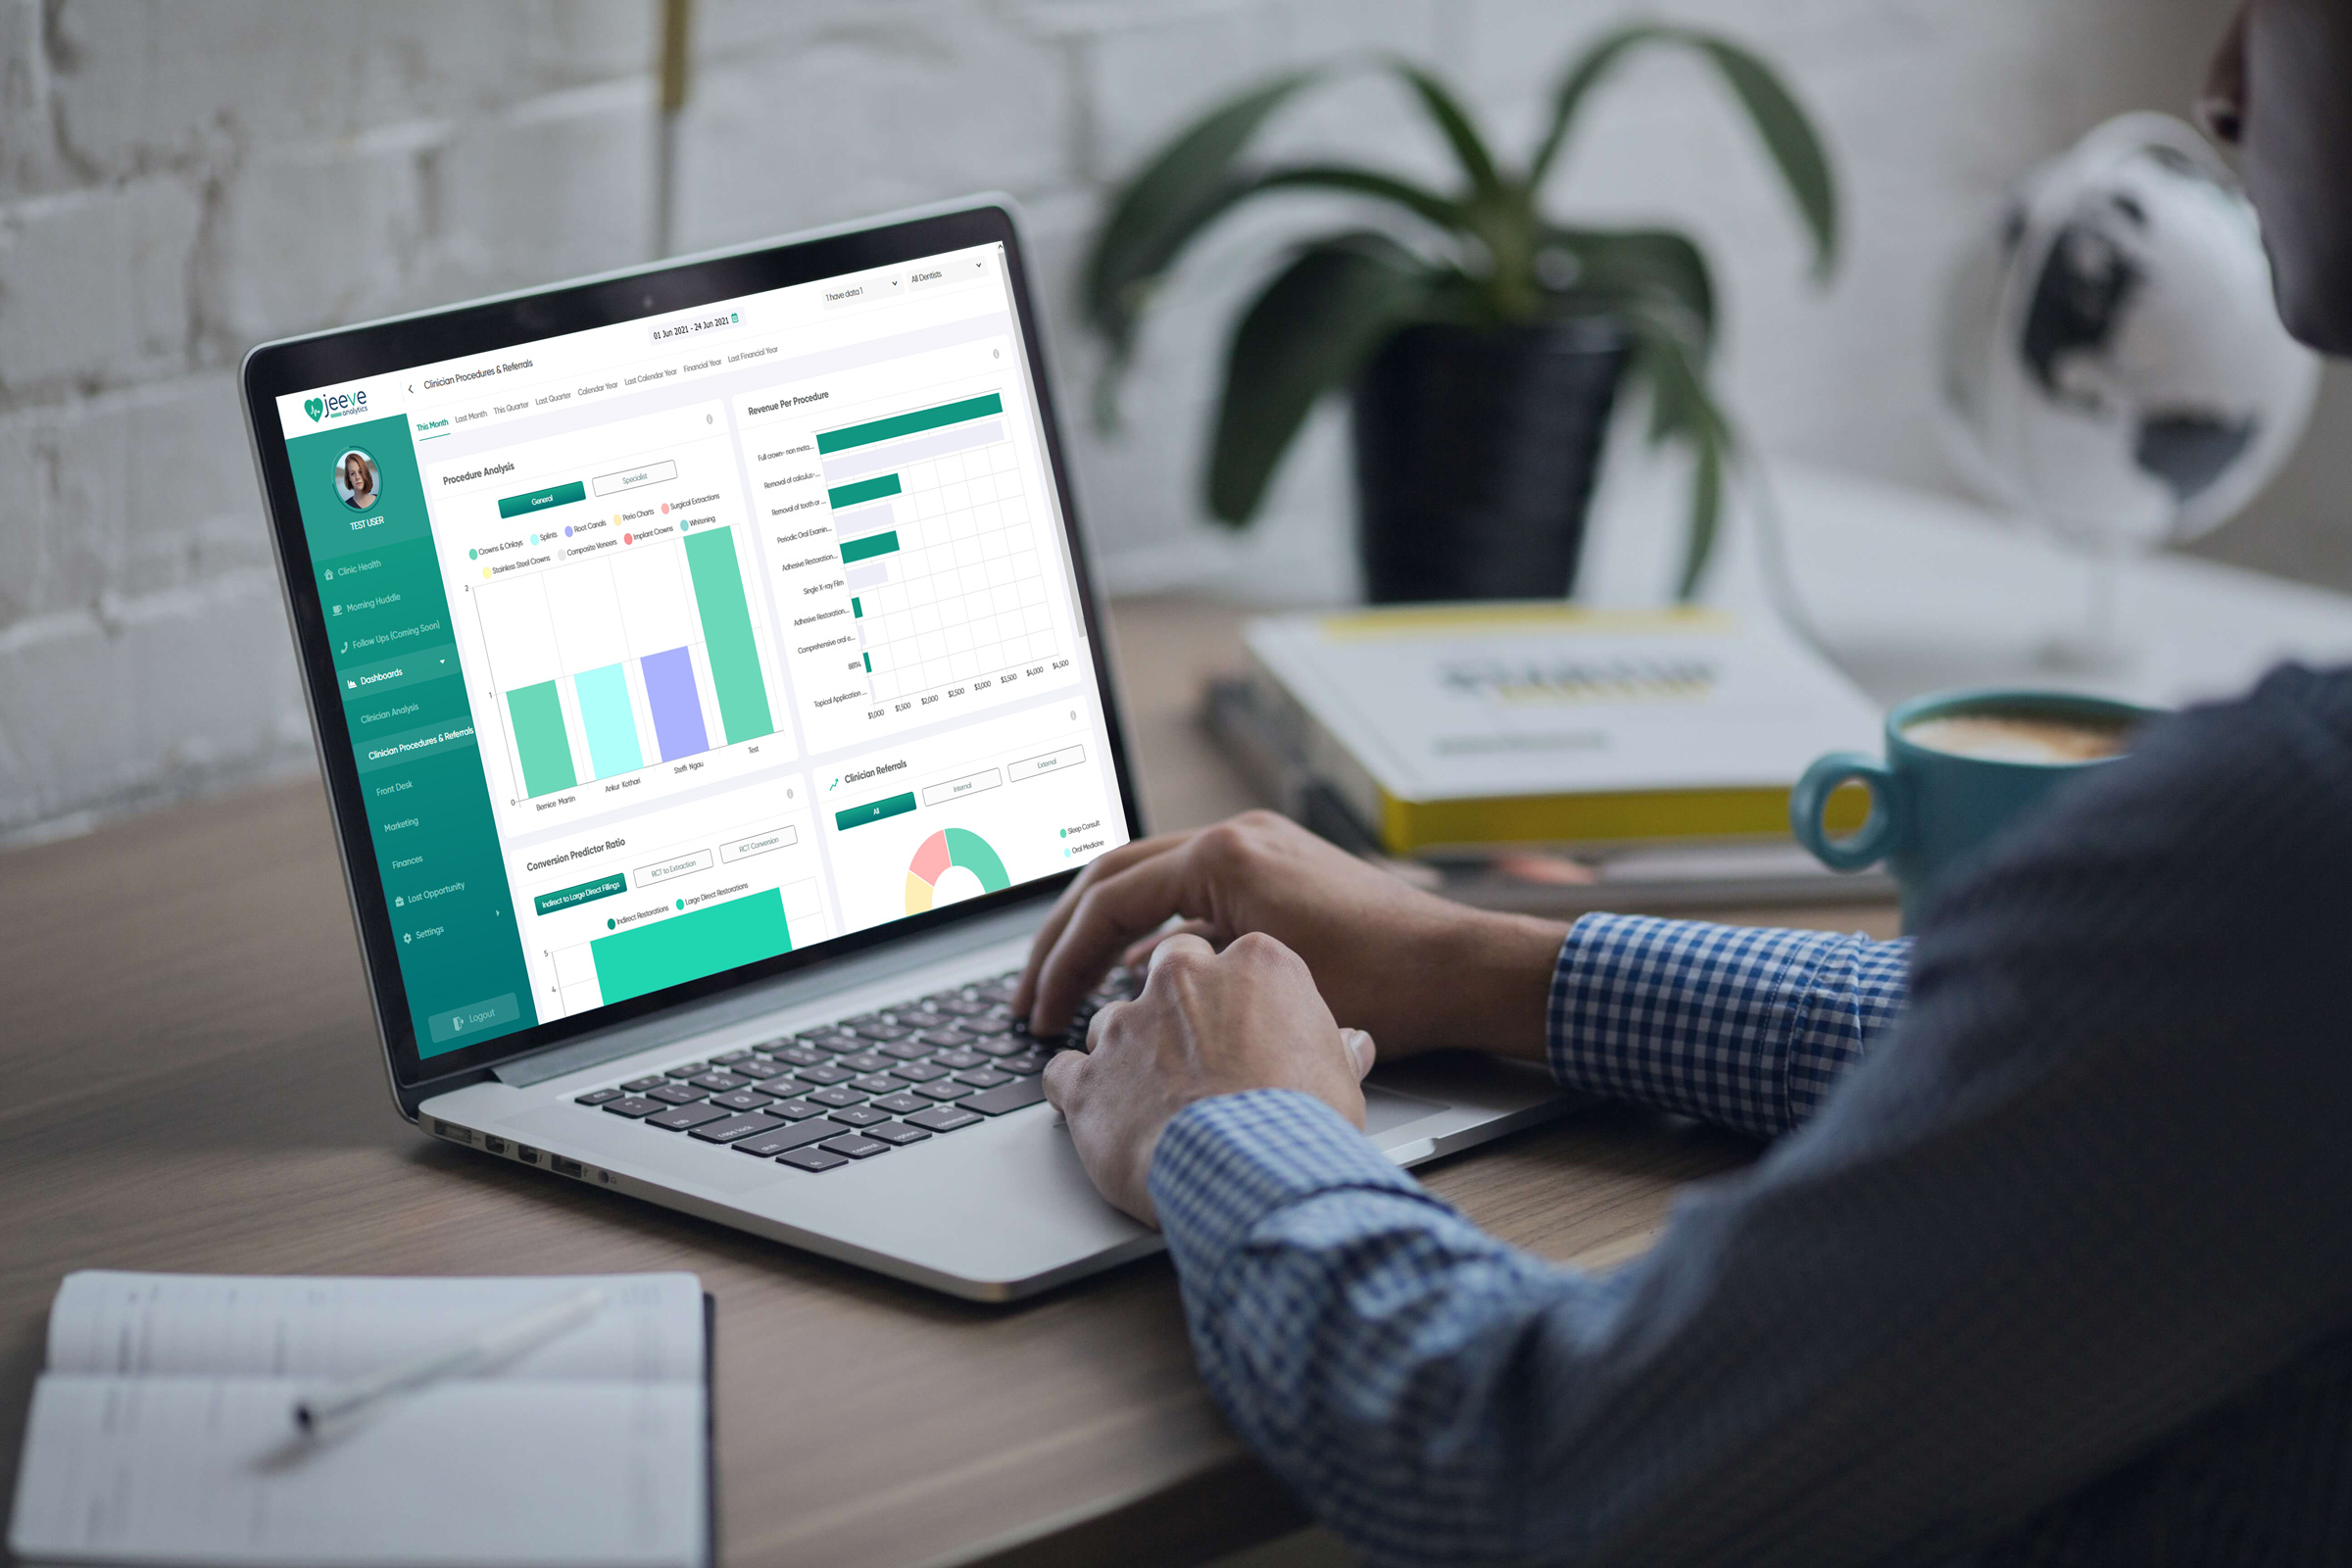 jeeve
analytics
TEST USER
Clinic Health
Morning Huddle
Follow Ups (Coming Soon)
Dashboards
Clinician Analysis
Clinician Procedures & Referrals
Front Desk
Marketing
Finances
Lost Opportunity
Settings
Logout
Clinician Procedures & Referrals
01 Jun 2021 - 24 Jun 2021
1 have data 1
All Dentists
This Month Last Month This Quarter Last Quarter Calendar Year Last Calendar Year Financial Year Last Financial Year
Procedure Analysis
General Specialist
Crowns & Onlays Splints Root Canals Perio Charts Surgical Extractions
Stainless Steel Crowns Composite Veneers Implant Crowns Whitening
2
1
0
Bernice Martin Ankur Kothari Steffi Ngau Test
Revenue Per Procedure
Full crown- non meta...
Removal of calculus-...
Removal of tooth or ...
Periodic Oral Examin...
Adhesive Restoration...
Single X-ray Film
Adhesive Restoration...
Comprehensive oral e...
Topical Application ...
$1,000 $1,500 $2,000 $2,500 $3,000 $3,500 $4,000 $4,500
Conversion Predictor Ratio
Indirect to Large Direct Fillings RCT to Extraction RCT Conversion
Indirect Restorations Large Direct Restorations
5
4
Clinician Referrals
All Internal External
Sleep Consult
Oral Medicine
caps lock
shift
fn
control
option
command